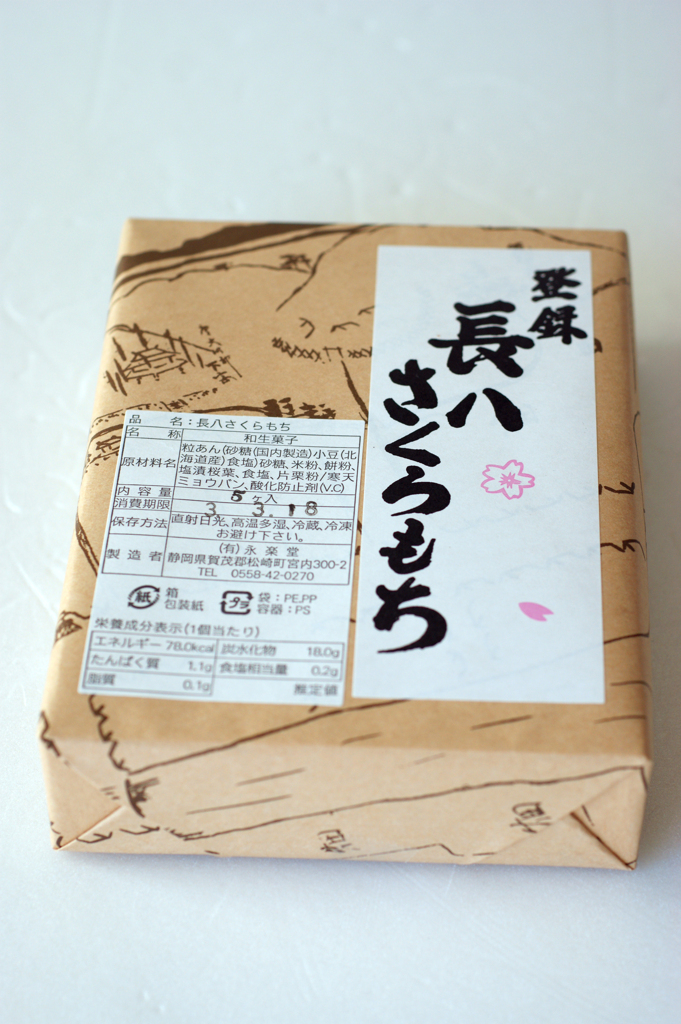 登録
長八
さくらもち
品名:長八さくらもち
名称 和生菓子
原材料名 粒あん(砂糖(国内製造)小豆(北
海道産)食塩)砂糖、米粉、餅粉、
塩漬桜葉、食塩、片栗粉/寒天
ミョウバン、酸化防止剤(V.C)
内容量 5ヶ入
消費期限 3.3.18
保存方法 直射日光、高温多湿、冷蔵、冷凍
お避け下さい。
製造者 (有)永楽堂
静岡県賀茂郡松崎町宮内300-2
TEL 0558-42-0270
紙 箱
包装紙
プラ 袋:PE,PP
容器:PS
栄養成分表示(1個当たり)
エネルギー 78.0kcal 炭水化物 18.0g
たんぱく質 1.1g 食塩相当量 0.2g
脂質 0.1g 推定値